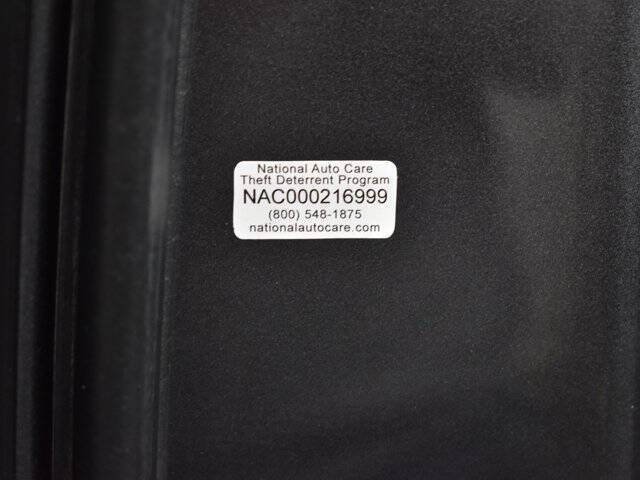 National Auto Care
Theft Deterrent Program
NAC000216999
(800) 548-1875
nationalautocare.com